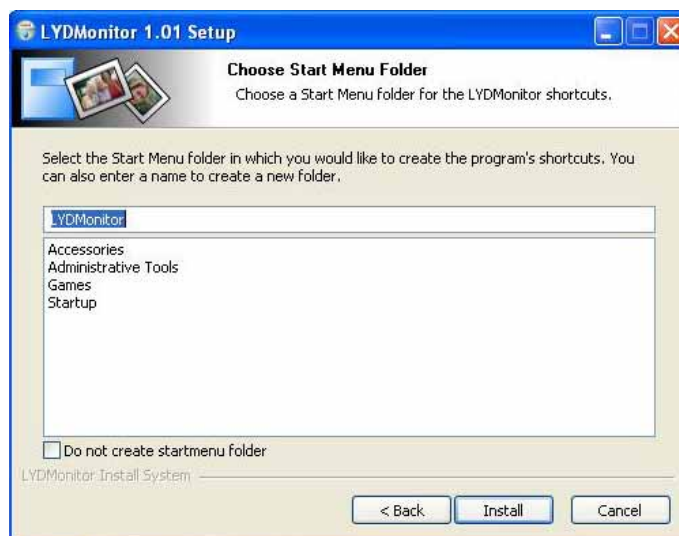 LYDMonitor 1.01 Setup
Choose Start Menu Folder
Choose a Start Menu folder for the LYDMonitor shortcuts.
Select the Start Menu folder in which you would like to create the program's shortcuts. You
can also enter a name to create a new folder.
LYDMonitor
Accessories
Administrative Tools
Games
Startup
Do not create startmenu folder
LYDMonitor Install System
< Back
Install
Cancel